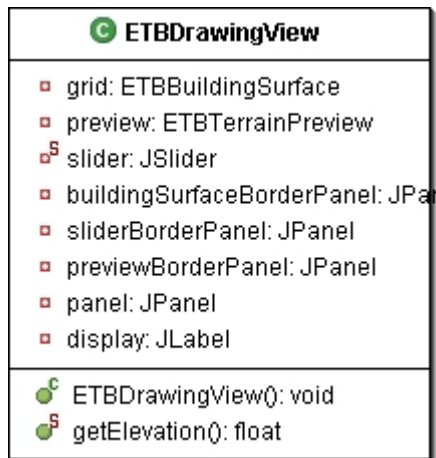 C ETBDrawingView
grid: ETBBuildingSurface
preview: ETBTerrainPreview
S slider: JSlider
buildingSurfaceBorderPanel: JPan
sliderBorderPanel: JPanel
previewBorderPanel: JPanel
panel: JPanel
display: JLabel
C ETBDrawingView(): void
S getElevation(): float